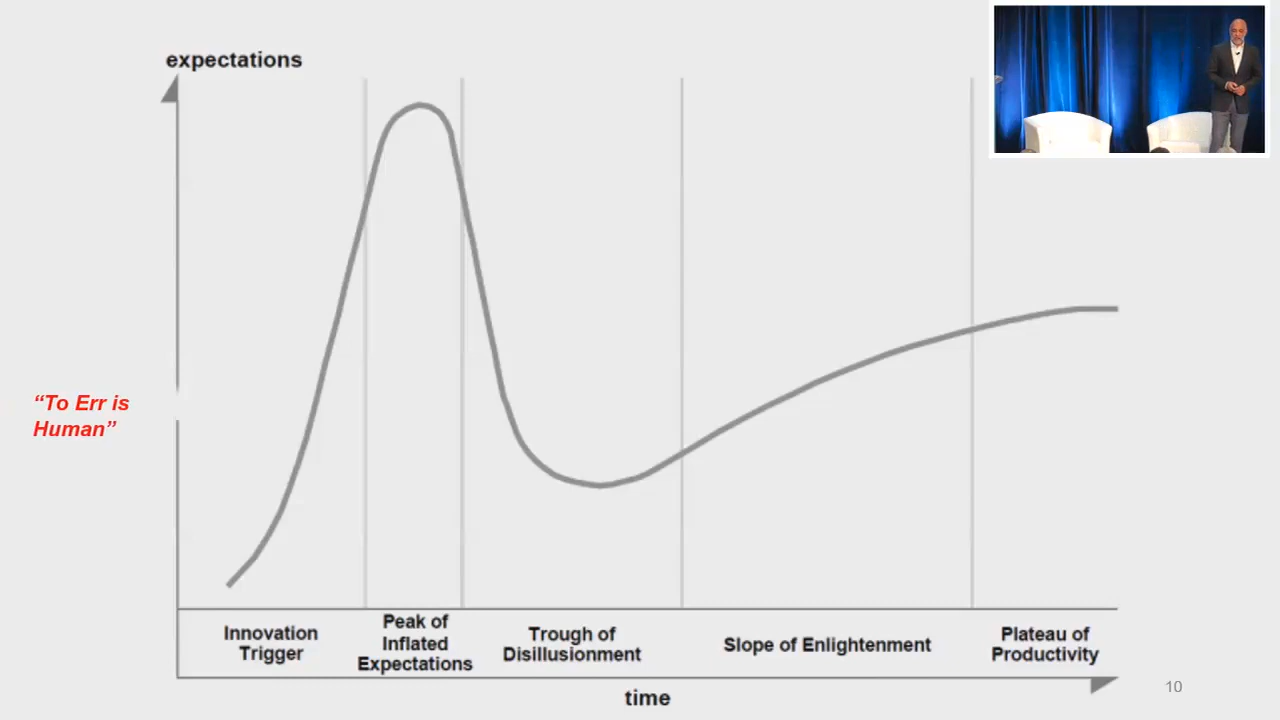 expectations
“To Err is
Human”
Innovation
Trigger
Peak of
Inflated
Expectations
Trough of
Disillusionment
Slope of Enlightenment
Plateau of
Productivity
time
10